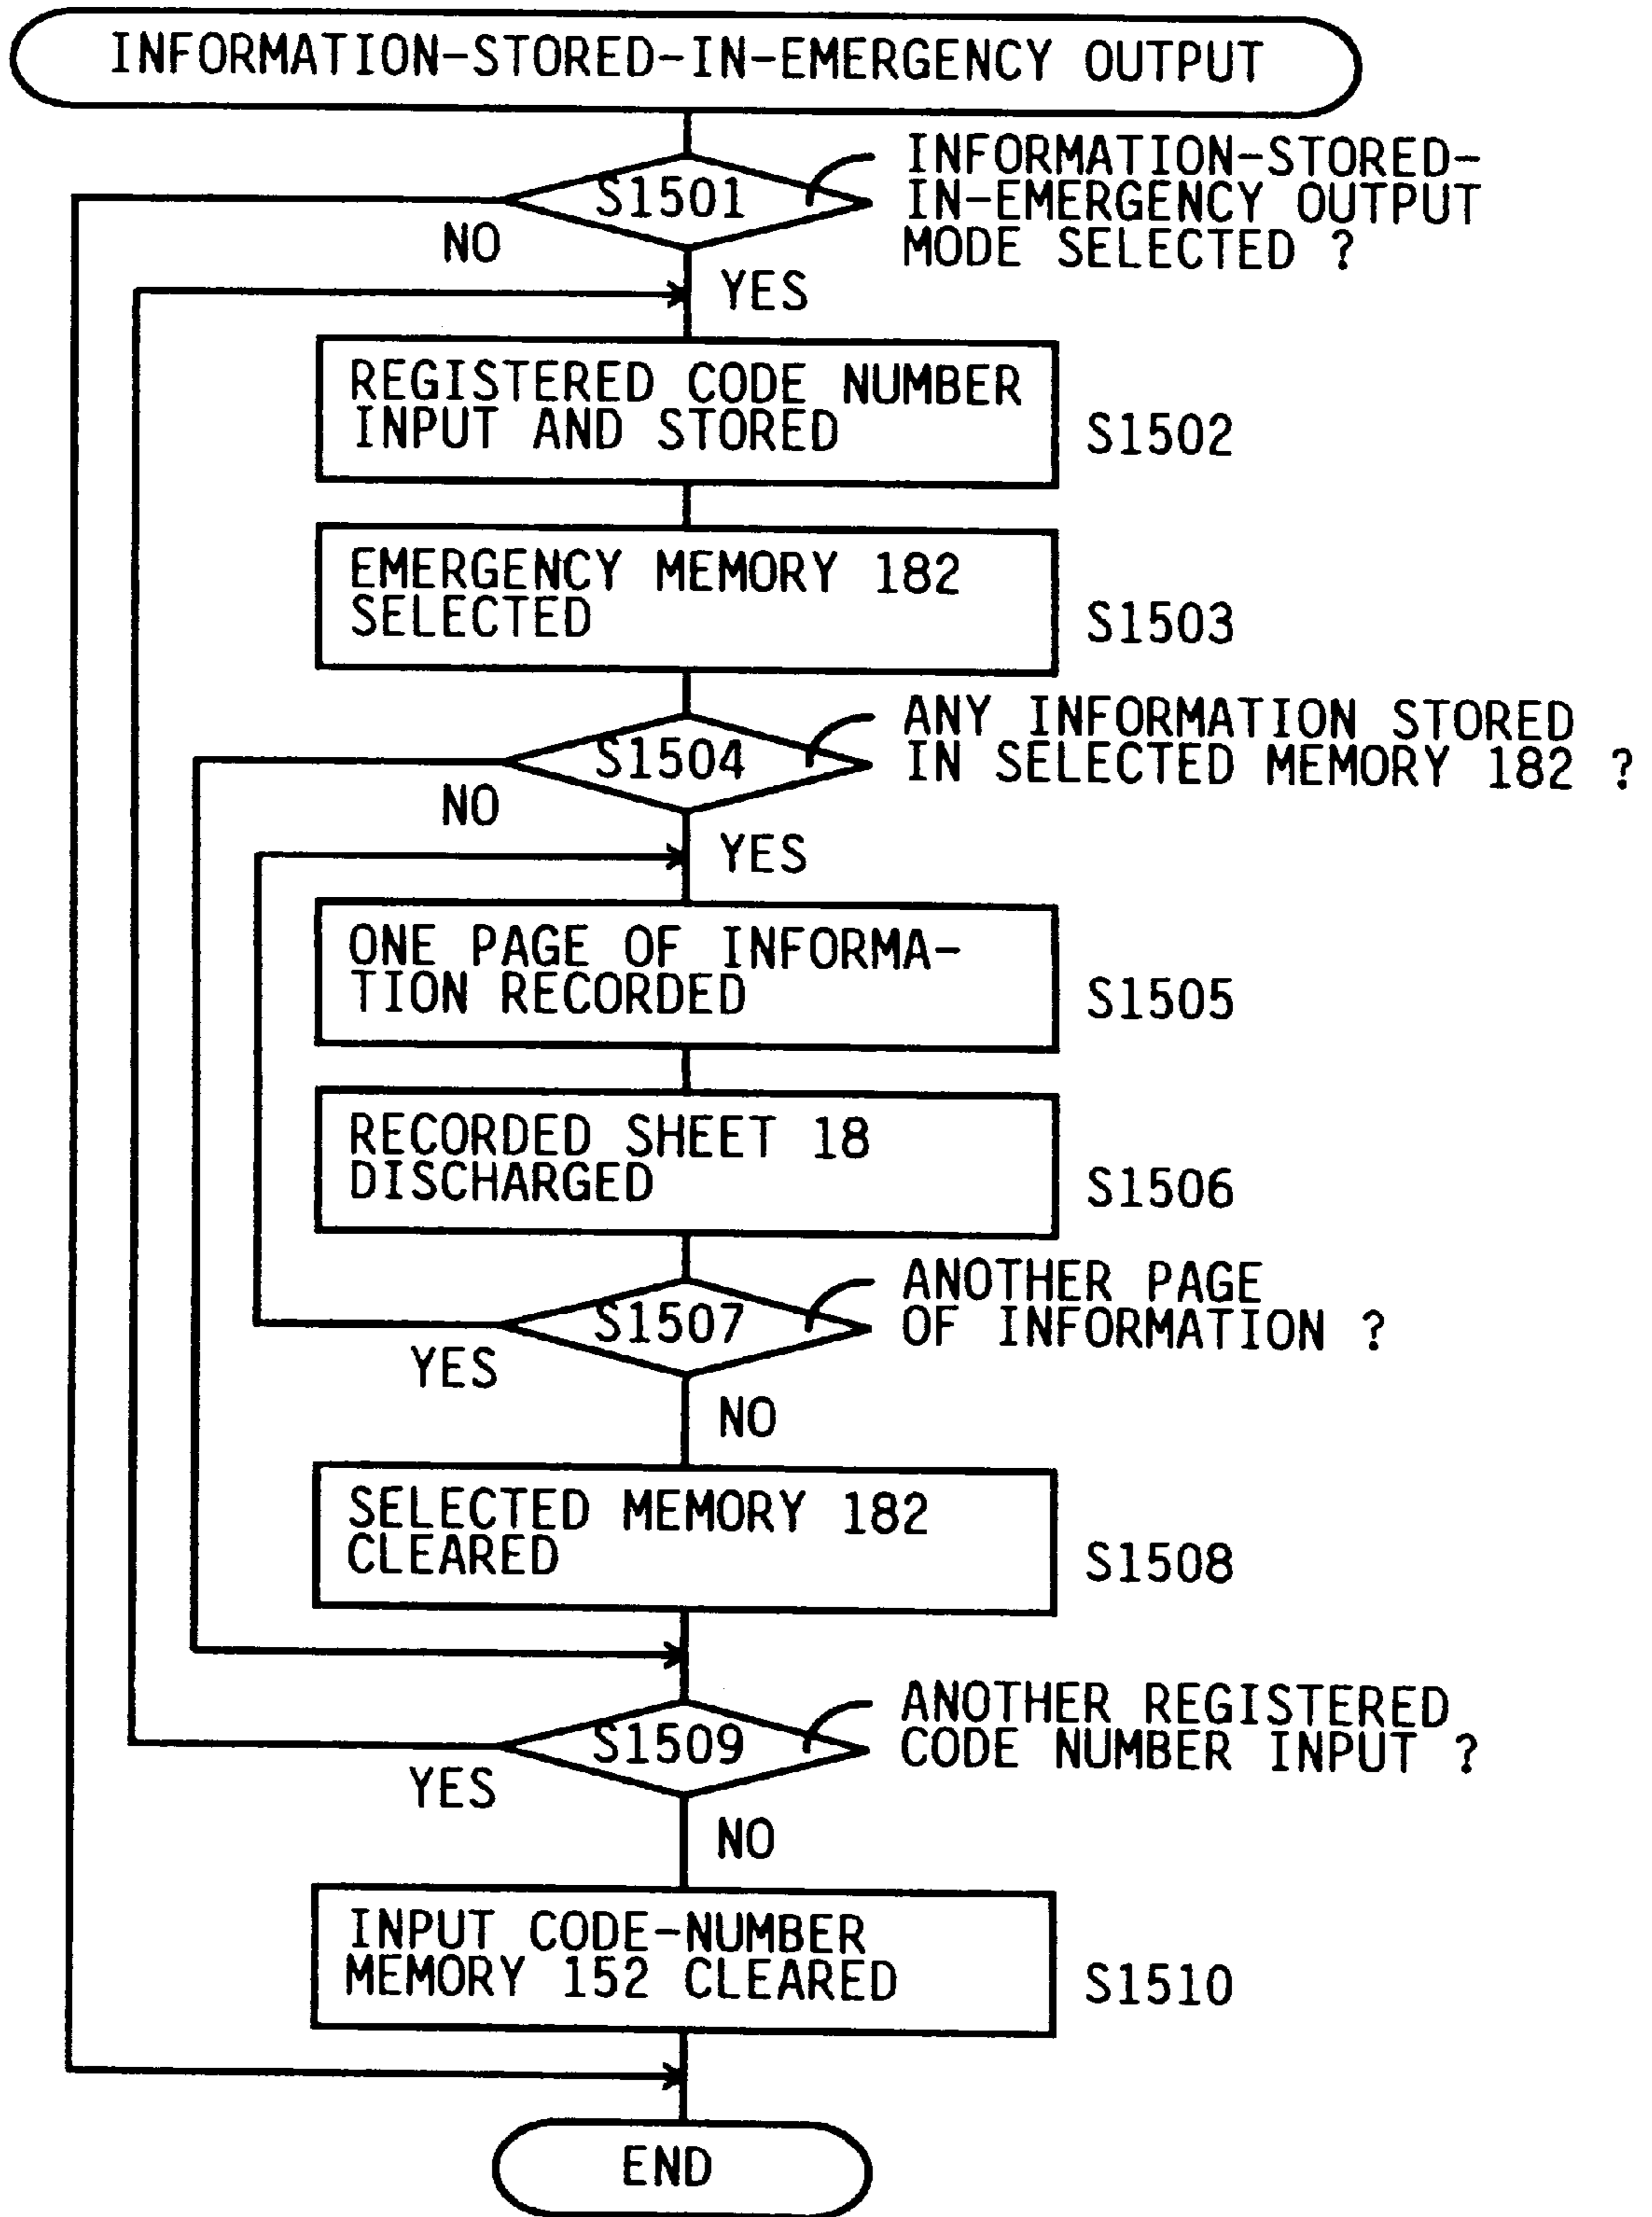 INFORMATION-STORED-IN-EMERGENCY OUTPUT
S1501
INFORMATION-STORED-
IN-EMERGENCY OUTPUT
MODE SELECTED ?
NO
YES
REGISTERED CODE NUMBER
INPUT AND STORED
S1502
EMERGENCY MEMORY 182
SELECTED
S1503
S1504
ANY INFORMATION STORED
IN SELECTED MEMORY 182 ?
NO
YES
ONE PAGE OF INFORMA-
TION RECORDED
S1505
RECORDED SHEET 18
DISCHARGED
S1506
S1507
ANOTHER PAGE
OF INFORMATION ?
YES
NO
SELECTED MEMORY 182
CLEARED
S1508
S1509
ANOTHER REGISTERED
CODE NUMBER INPUT ?
YES
NO
INPUT CODE-NUMBER
MEMORY 152 CLEARED
S1510
END